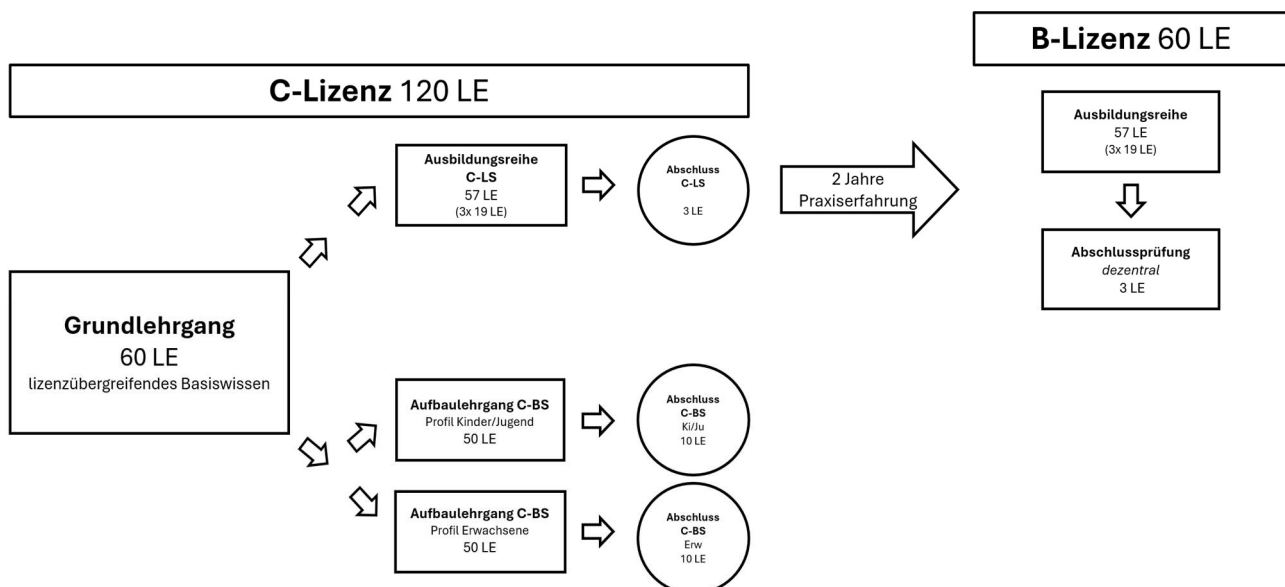 C-Lizenz 120 LE
B-Lizenz 60 LE
Grundlehrgang
60 LE
lizenzübergreifendes Basiswissen
Ausbildungsreihe
C-LS
57 LE
(3x 19 LE)
Abschluss
C-LS
3 LE
2 Jahre
Praxiserfahrung
Ausbildungsreihe
57 LE
(3x 19 LE)
Abschlussprüfung
dezentral
3 LE
Aufbaulehrgang C-BS
Profil Kinder/Jugend
50 LE
Abschluss
C-BS
Ki/Ju
10 LE
Aufbaulehrgang C-BS
Profil Erwachsene
50 LE
Abschluss
C-BS
Erw
10 LE